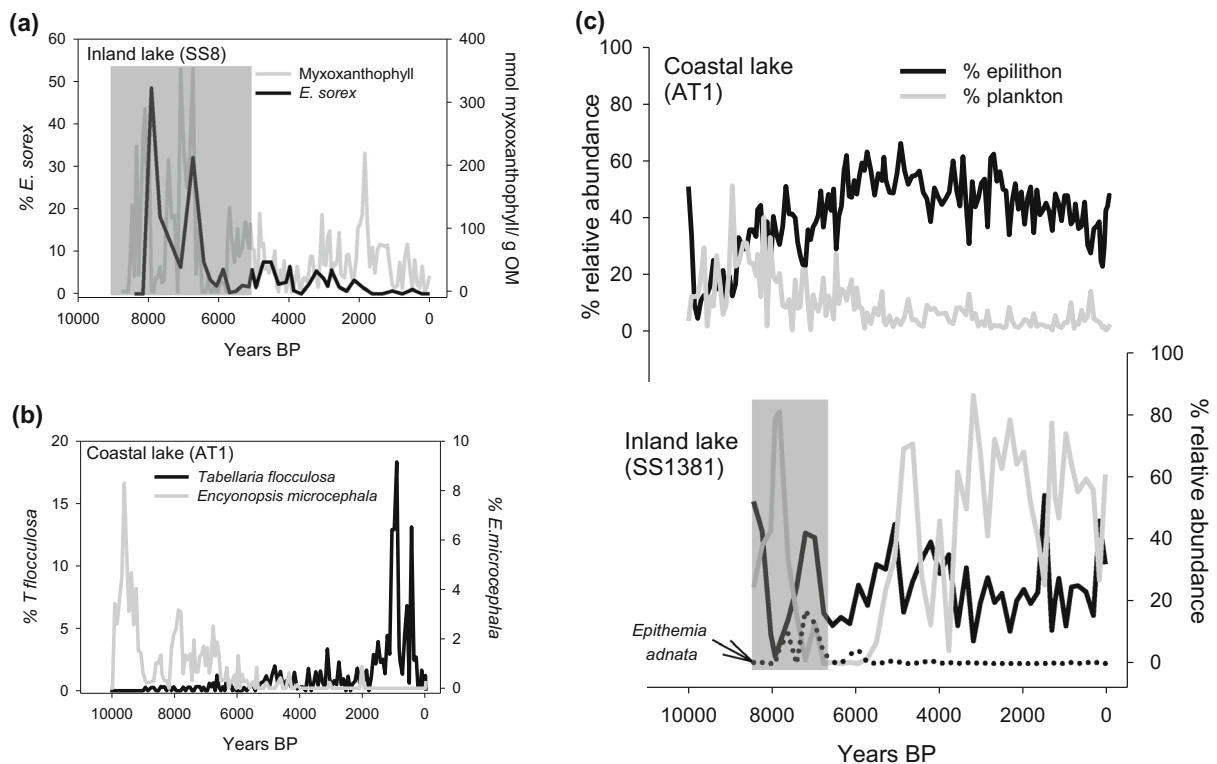 (a)
60
50
40
30
20
10
0
% E. sorex
Inland lake (SS8)
Myxoxanthophyll
E. sorex
400
300
200
100
0
nmol myxoxanthophyll/ g OM
10000 8000 6000 4000 2000 0
Years BP
(b)
20
15
10
5
0
% T flocculosa
Coastal lake (AT1)
Tabellaria flocculosa
Encyonopsis microcephala
10
8
6
4
2
0
% E.microcephala
10000 8000 6000 4000 2000 0
Years BP
(c)
100
80
60
40
20
0
% relative abundance
Coastal lake
(AT1)
% epilithon
% plankton
Inland lake
(SS1381)
Epithemia
adnata
100
80
60
40
20
0
% relative abundance
10000 8000 6000 4000 2000 0
Years BP